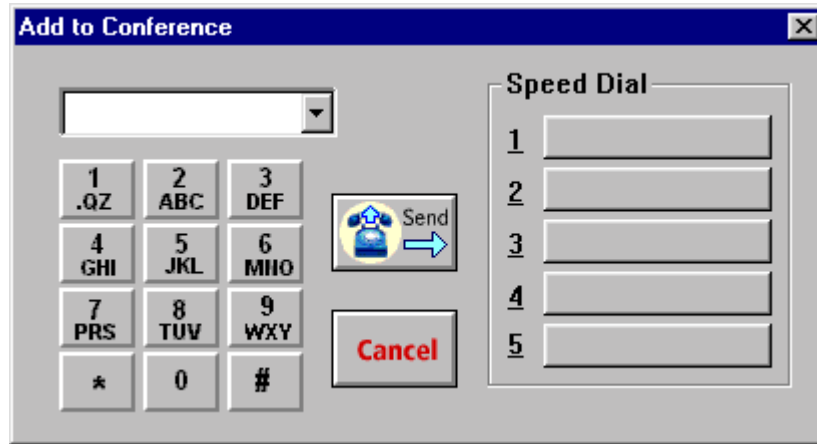 Add to Conference
1
.QZ
2
ABC
3
DEF
4
GHI
5
JKL
6
MNO
7
PRS
8
TUV
9
WXY
*
0
#
Send
Cancel
Speed Dial
1
2
3
4
5